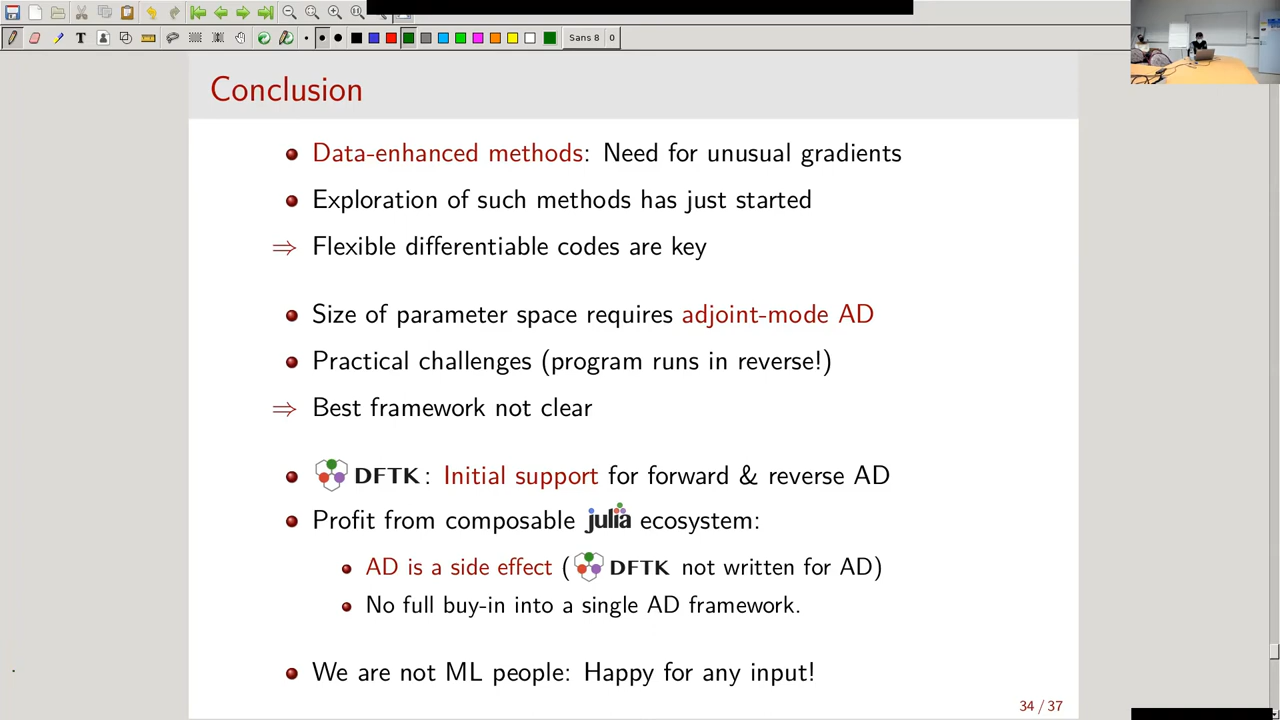 Sans 8 0
Conclusion
Data-enhanced methods: Need for unusual gradients
Exploration of such methods has just started
⇒ Flexible differentiable codes are key
Size of parameter space requires adjoint-mode AD
Practical challenges (program runs in reverse!)
⇒ Best framework not clear
DFTK: Initial support for forward & reverse AD
Profit from composable julia ecosystem:
AD is a side effect (DFTK not written for AD)
No full buy-in into a single AD framework.
We are not ML people: Happy for any input!
34 / 37